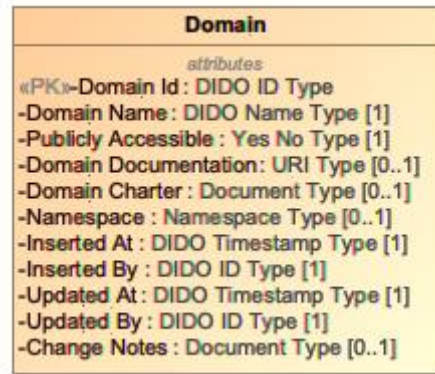 Domain
attributes
«PK»-Domain Id : DIDO ID Type
-Domain Name : DIDO Name Type [1]
-Publicly Accessible : Yes No Type [1]
-Domain Documentation: URI Type [0..1]
-Domain Charter : Document Type [0..1]
-Namespace : Namespace Type [0..1]
-Inserted At : DIDO Timestamp Type [1]
-Inserted By : DIDO ID Type [1]
-Updated At : DIDO Timestamp Type [1]
-Updated By : DIDO ID Type [1]
-Change Notes : Document Type [0..1]